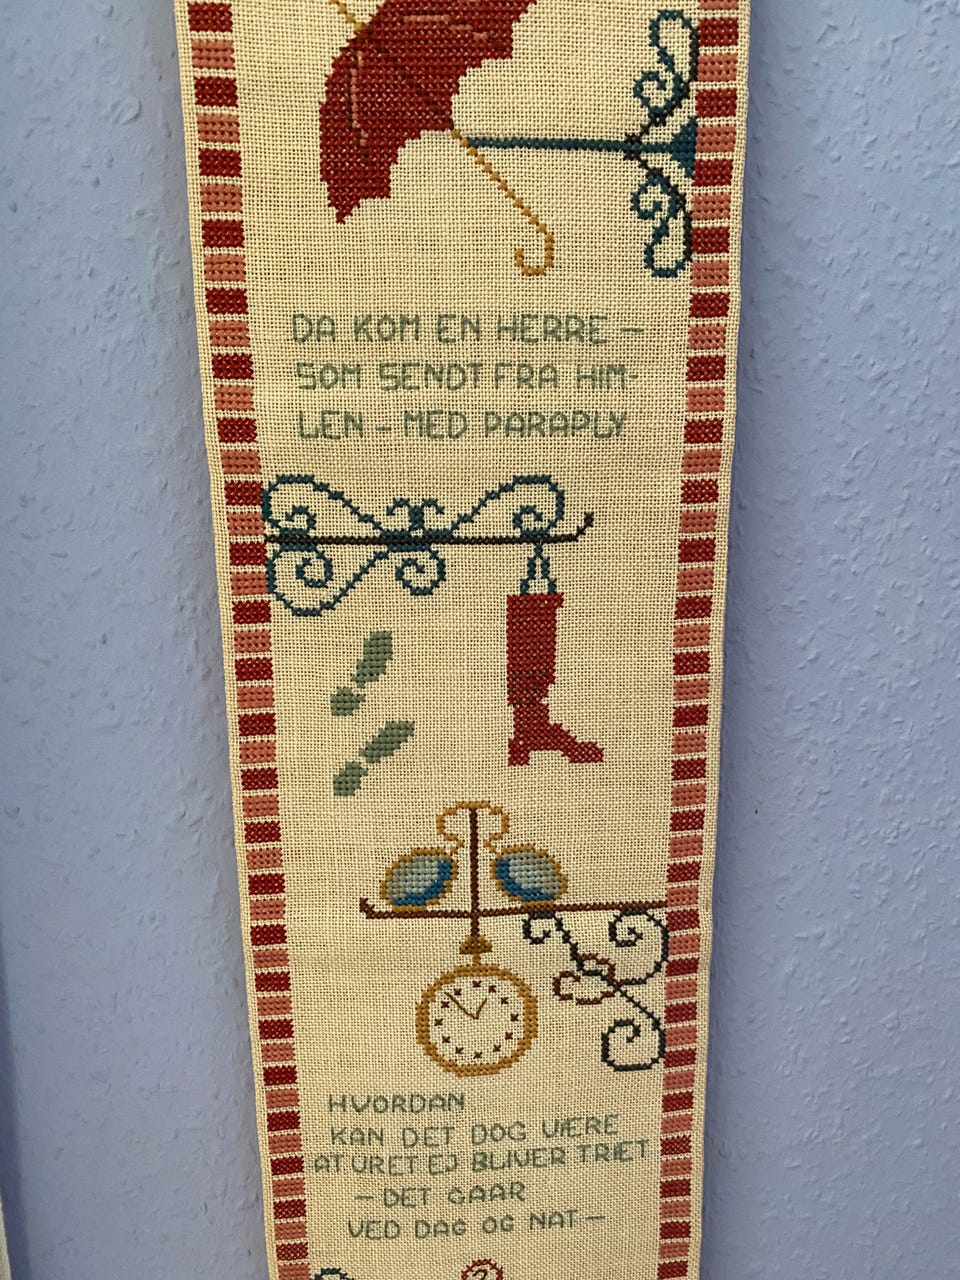 DA KOM EN HERRE –
SOM SENDT FRA HIM-
LEN – MED PARAPLY
HVORDAN
KAN DET DOG VÆRE
AT URET EJ BLIVER TRÆT
– DET GAAR
VED DAG OG NAT –